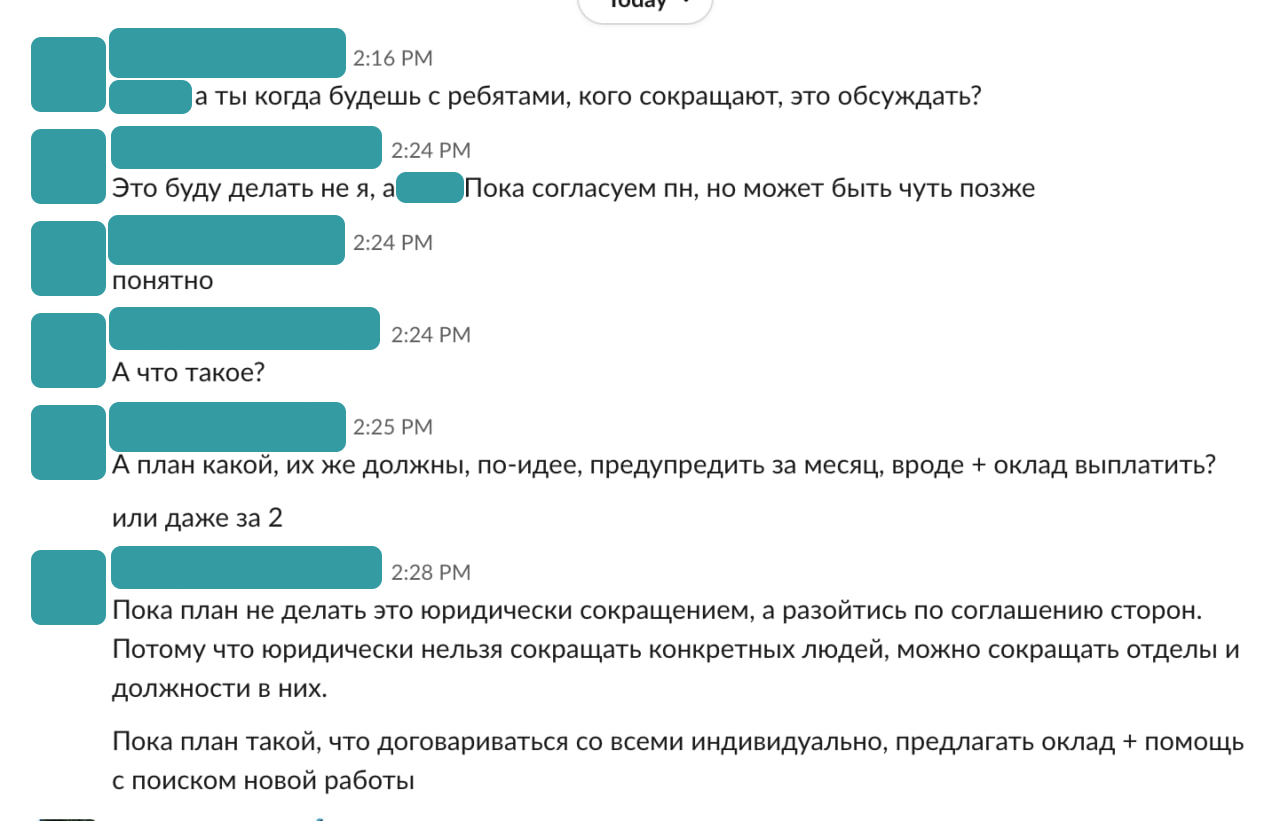 Today
2:16 PM
а ты когда будешь с ребятами, кого сокращают, это обсуждать?
2:24 PM
Это буду делать не я, а Пока согласуем пн, но может быть чуть позже
2:24 PM
понятно
2:24 PM
А что такое?
2:25 PM
А план какой, их же должны, по-идее, предупредить за месяц, вроде + оклад выплатить?
или даже за 2
2:28 PM
Пока план не делать это юридически сокращением, а разойтись по соглашению сторон.
Потому что юридически нельзя сокращать конкретных людей, можно сокращать отделы и
должности в них.
Пока план такой, что договариваться со всеми индивидуально, предлагать оклад + помощь
с поиском новой работы